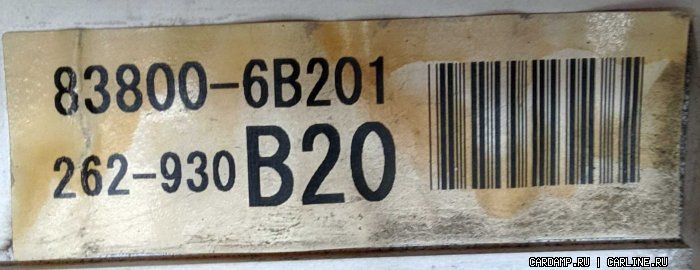 83800-6B201
262-930 B20
CARDAMP.RU | CARLINE.RU